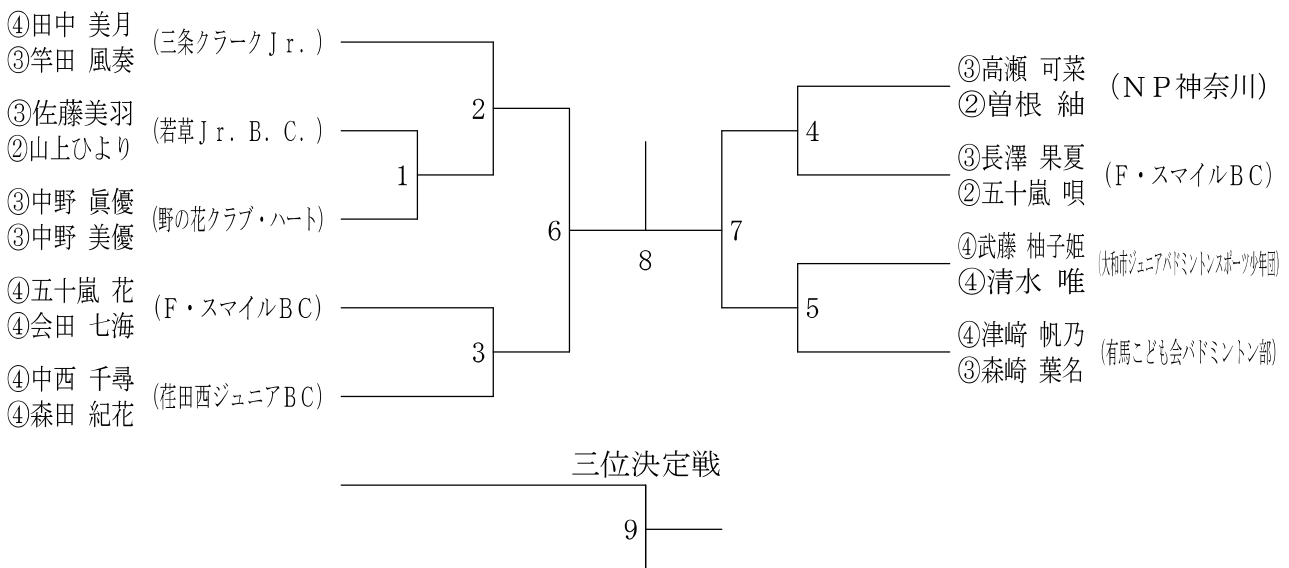 ④田中 美月
③竿田 風奏
(三条クラークJr.)
③佐藤美羽
②山上ひより
(若草Jr.B.C.)
③中野 眞優
③中野 美優
(野の花クラブ・ハート)
④五十嵐 花
④会田 七海
(F・スマイルBC)
④中西 千尋
④森田 紀花
(荏田西ジュニアBC)
2
1
6
3
8
7
4
5
③高瀬 可菜
②曽根 紬
(NP神奈川)
③長澤 果夏
②五十嵐 唄
(F・スマイルBC)
④武藤 柚子姫
④清水 唯
(大和市ジュニアバドミントンスポーツ少年団)
④津﨑 帆乃
③森崎 葉名
(有馬こども会バドミントン部)
三位決定戦
9